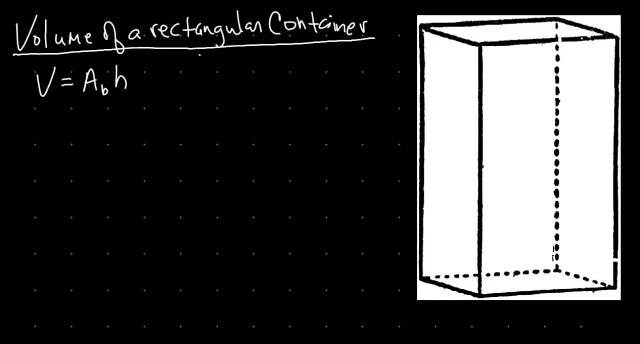 Volume of a rectangular Container
V = A_b h